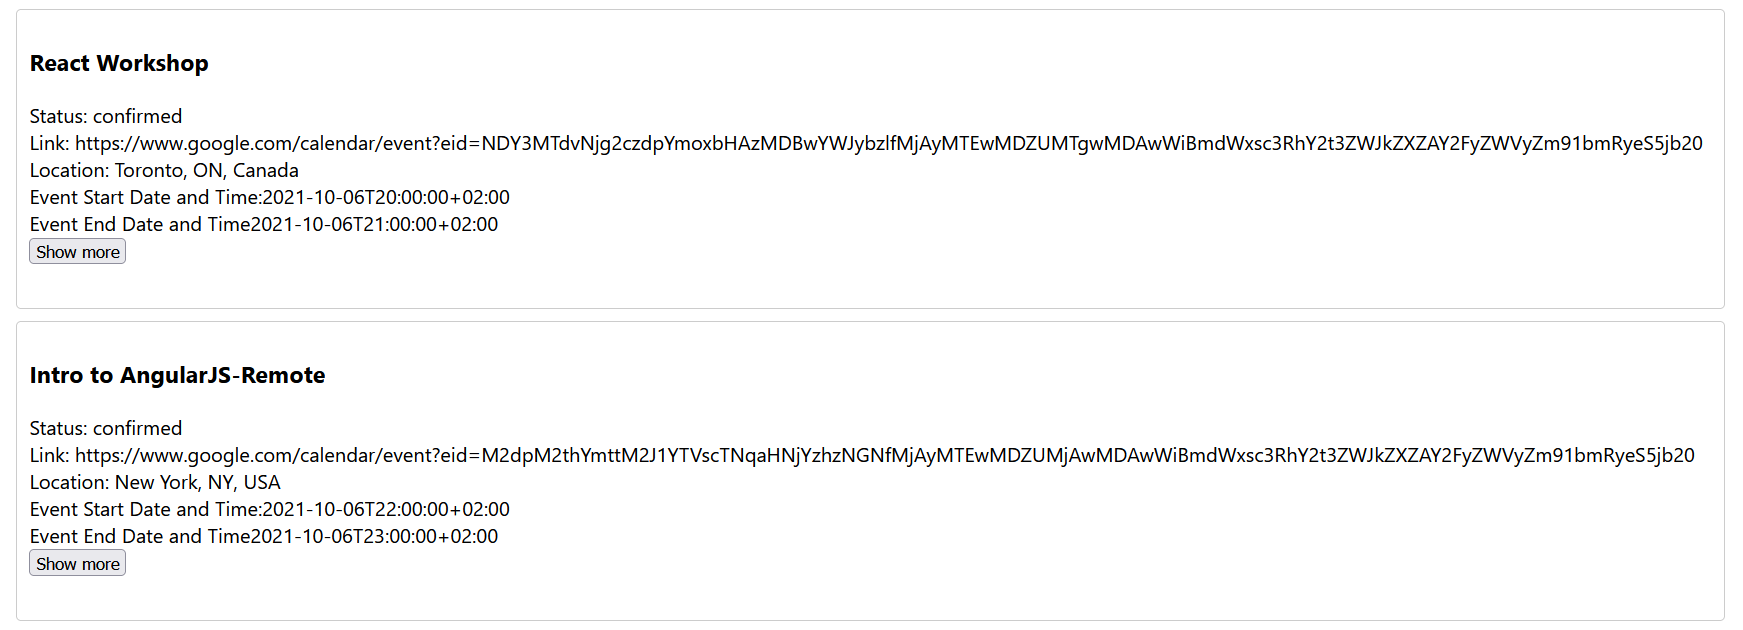 React Workshop
Status: confirmed
Link: https://www.google.com/calendar/event?eid=NDY3MTdvNjg2czdpYmoxbHAzMDBwYWJybzlfMjAyMTEwMDZUMTgwMDAwWiBmdWxsc3RhY2t3ZWJkZXZAY2FyZWVyZm91bmRyeS5jb20
Location: Toronto, ON, Canada
Event Start Date and Time:2021-10-06T20:00:00+02:00
Event End Date and Time2021-10-06T21:00:00+02:00
Show more
Intro to AngularJS-Remote
Status: confirmed
Link: https://www.google.com/calendar/event?eid=M2dpM2thYmttM2J1YTVscTNqaHNjYzhzNGNfMjAyMTEwMDZUMjAwMDAwWiBmdWxsc3RhY2t3ZWJkZXZAY2FyZWVyZm91bmRyeS5jb20
Location: New York, NY, USA
Event Start Date and Time:2021-10-06T22:00:00+02:00
Event End Date and Time2021-10-06T23:00:00+02:00
Show more